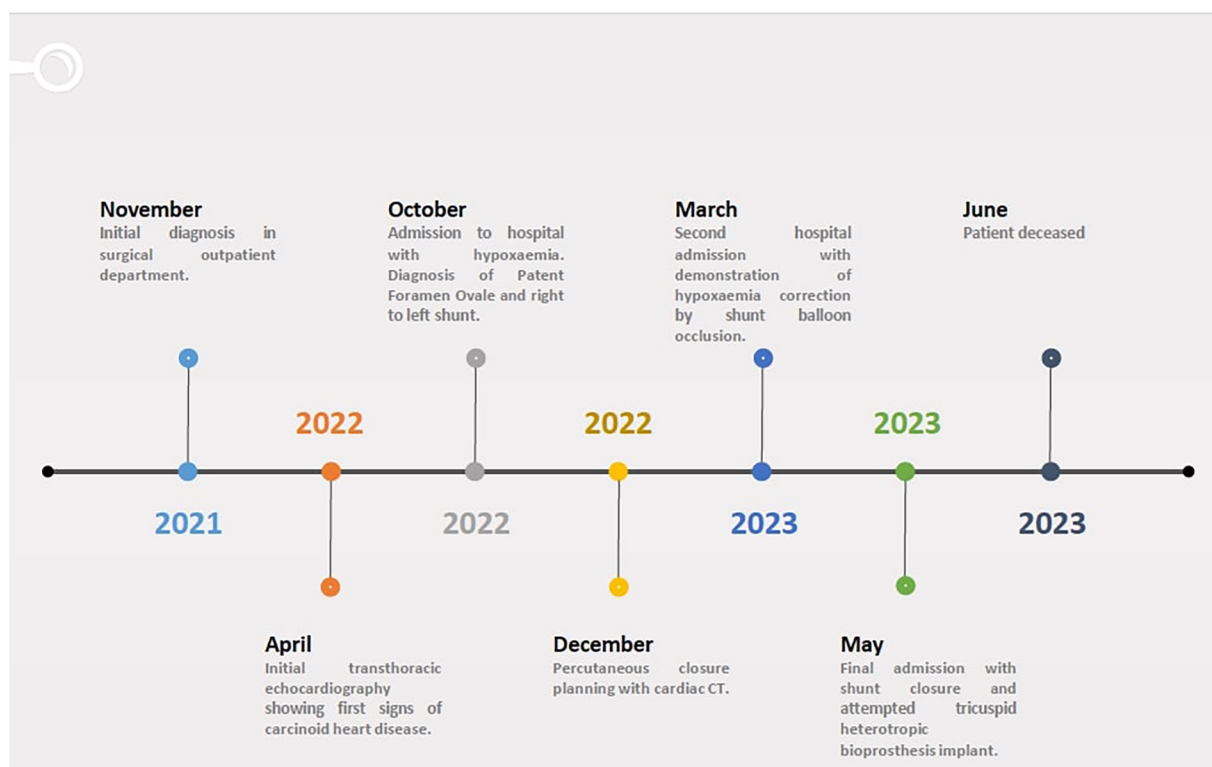 November
Initial diagnosis in
surgical outpatient
department.
October
Admission to hospital
with hypoxaemia.
Diagnosis of Patent
Foramen Ovale and right
to left shunt.
March
Second hospital
admission with
demonstration of
hypoxaemia correction
by shunt balloon
occlusion.
June
Patient deceased
2022
2022
2023
2021
2022
2023
2023
April
Initial transthoracic
echocardiography
showing first signs of
carcinoid heart disease.
December
Percutaneous closure
planning with cardiac CT.
May
Final admission with
shunt closure and
attempted tricuspid
heterotropic
bioprosthesis implant.